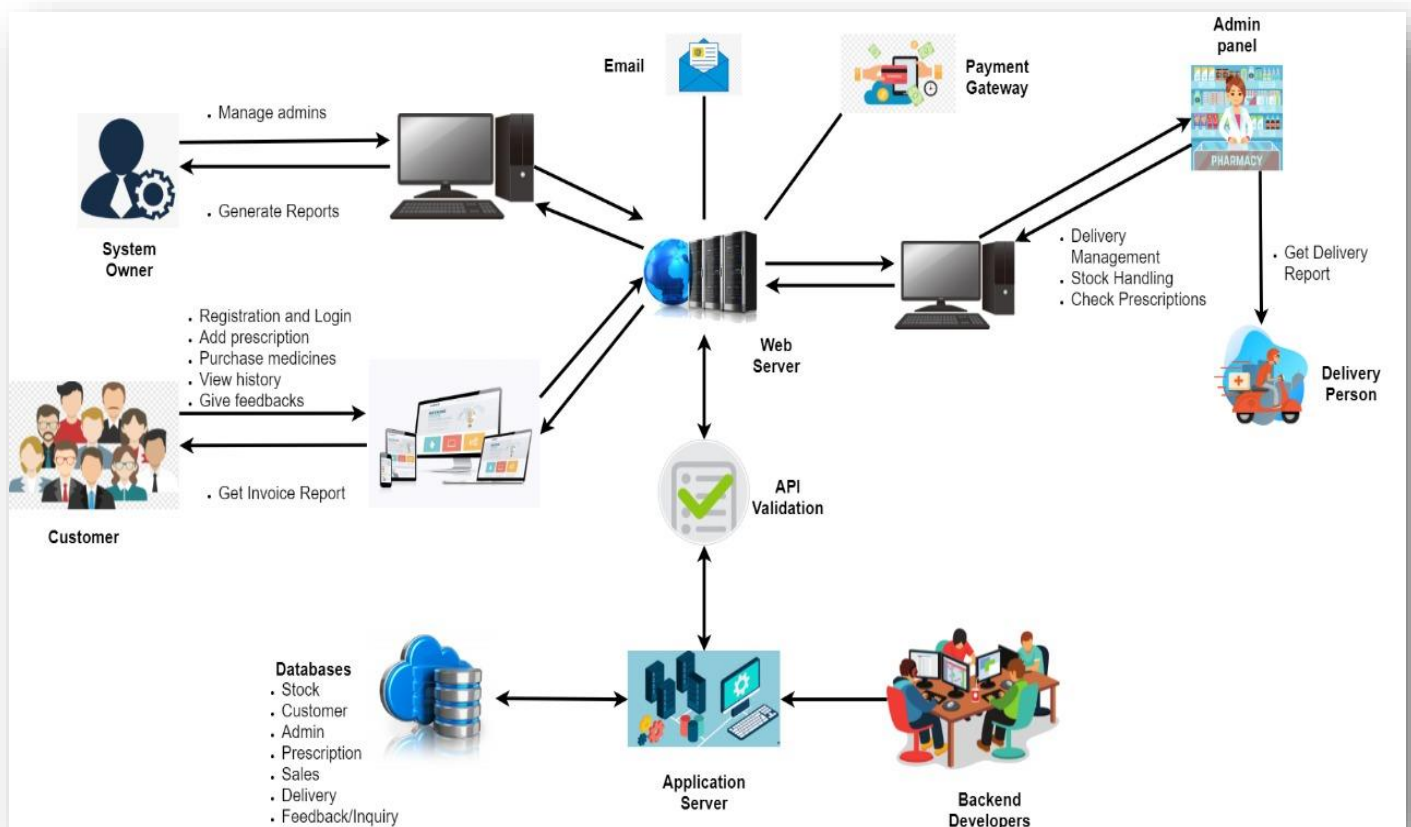 Admin
panel
Email
Payment
Gateway
PHARMACY
• Manage admins
• Generate Reports
System
Owner
• Delivery
Management
• Stock Handling
• Check Prescriptions
• Get Delivery
Report
• Registration and Login
• Add prescription
• Purchase medicines
• View history
• Give feedbacks
Web
Server
Delivery
Person
• Get Invoice Report
Customer
API
Validation
Databases
• Stock
• Customer
• Admin
• Prescription
• Sales
• Delivery
• Feedback/Inquiry
Application
Server
Backend
Developers